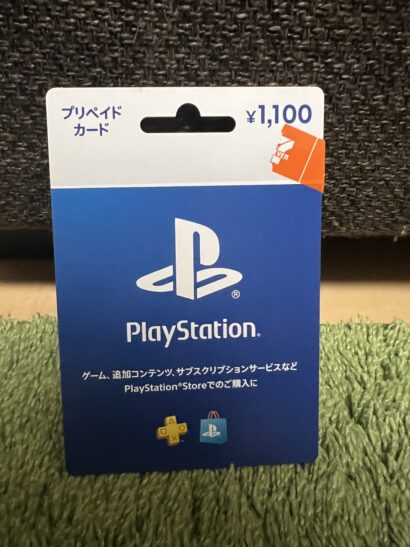 プリペイド
カード
¥1,100
PlayStation®
ゲーム、追加コンテンツ、サブスクリプションサービスなど
PlayStation®Storeでのご購入に